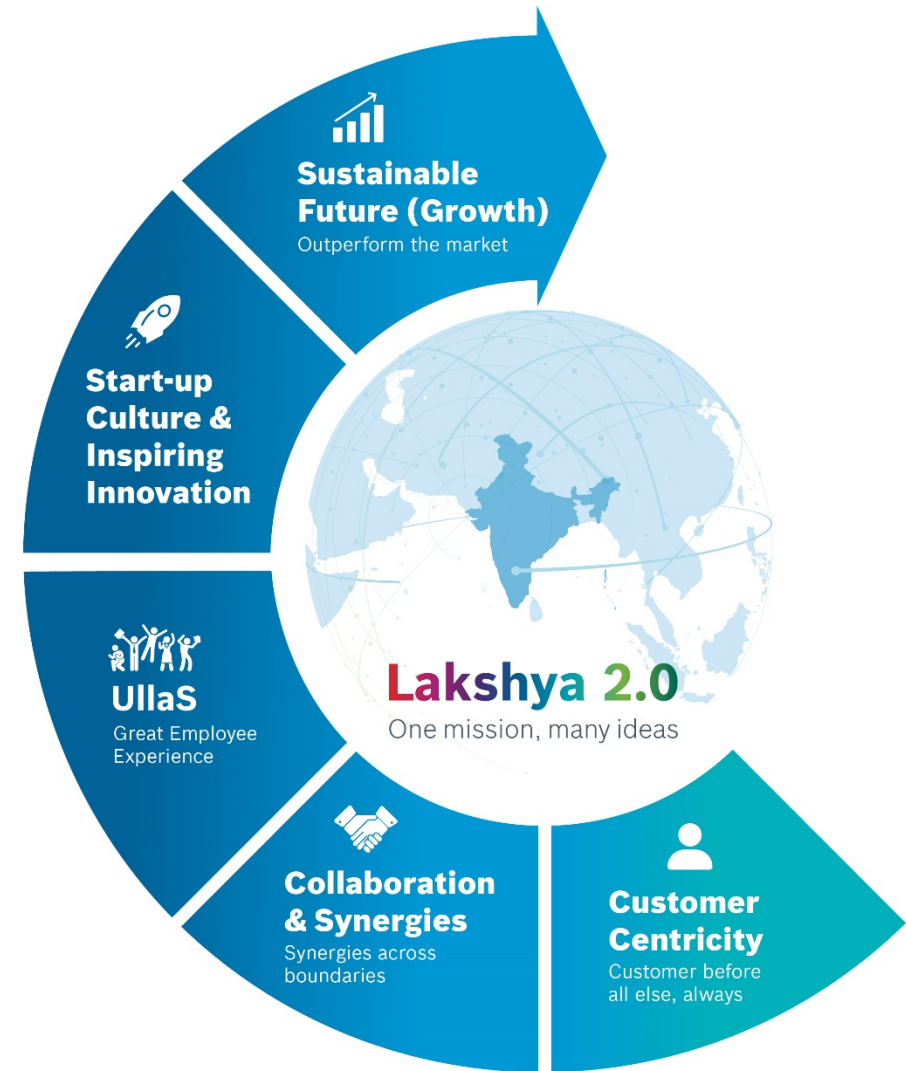 Sustainable
Future (Growth)
Outperform the market
Start-up
Culture &
Inspiring
Innovation
UllaS
Great Employee
Experience
Collaboration
& Synergies
Synergies across
boundaries
Customer
Centricity
Customer before
all else, always
Lakshya 2.0
One mission, many ideas